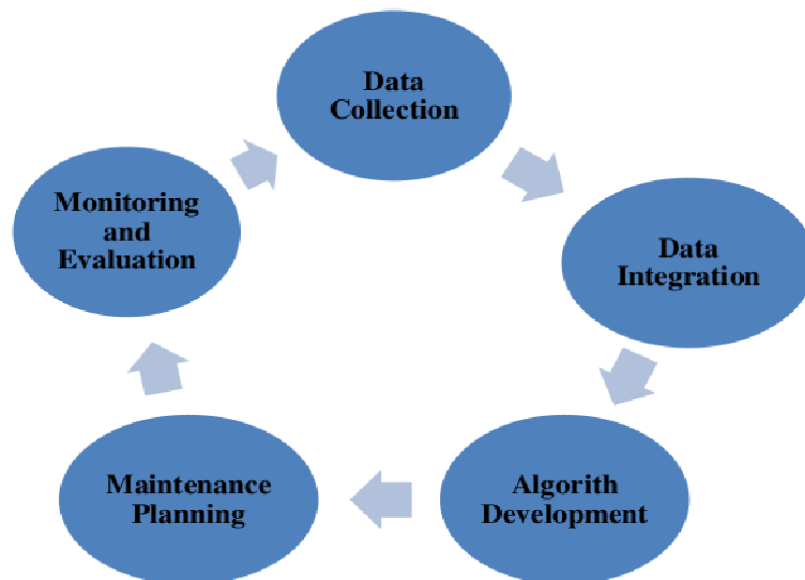 Data
Collection
Data
Integration
Algorith
Development
Maintenance
Planning
Monitoring
and
Evaluation